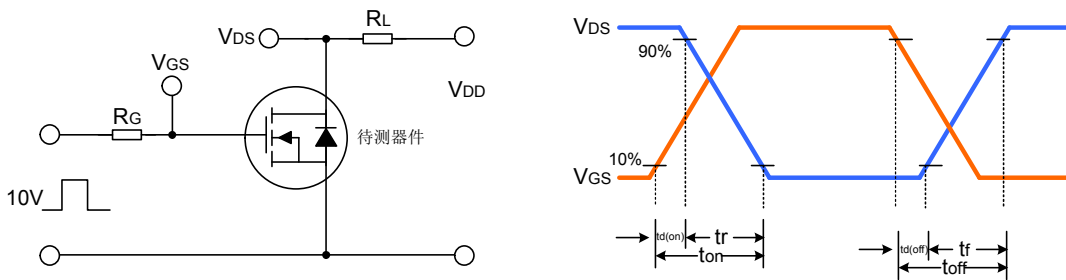 VDS
RL
VGS
RG
VDD
待测器件
10V
VDS
90%
10%
VGS
td(on)
tr
ton
td(off)
tf
toff